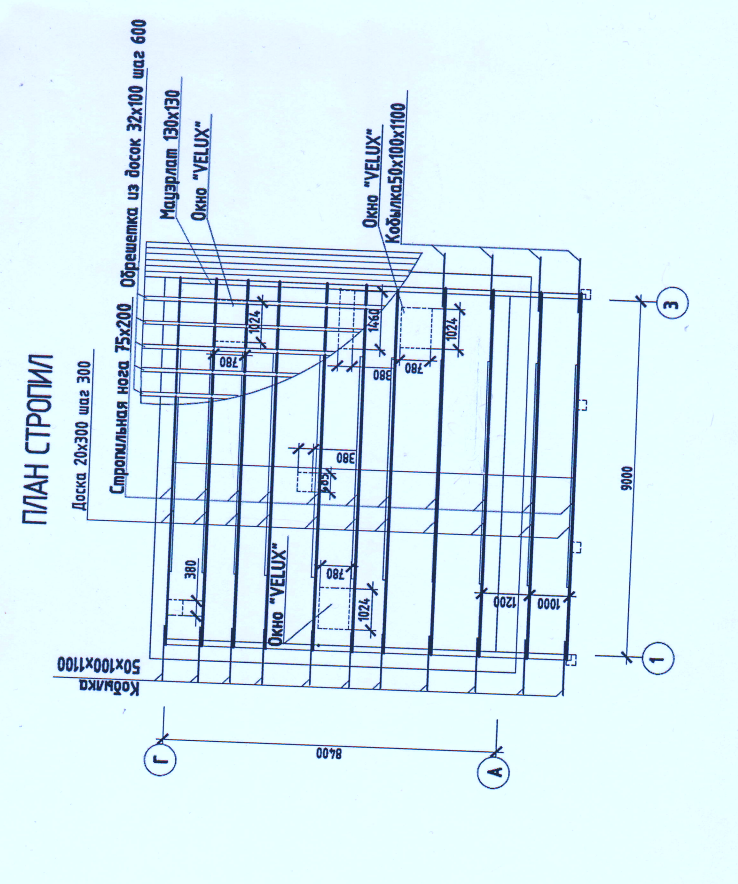 ПЛАН СТРОПИЛ
Доска 20х300 шаг 300
Стропильная нога 75х200
Обрешетка из досок 32х100 шаг 600
Мауэрлат 130х130
Окно "VELUX"
Окно "VELUX"
Кобылка50х100х1100
1024
780
1460
380
780
1024
380
685
380
Окно "VELUX"
780
1024
1200
1000
Кобылка
50х100х1100
8400
9000
Г
А
1
3